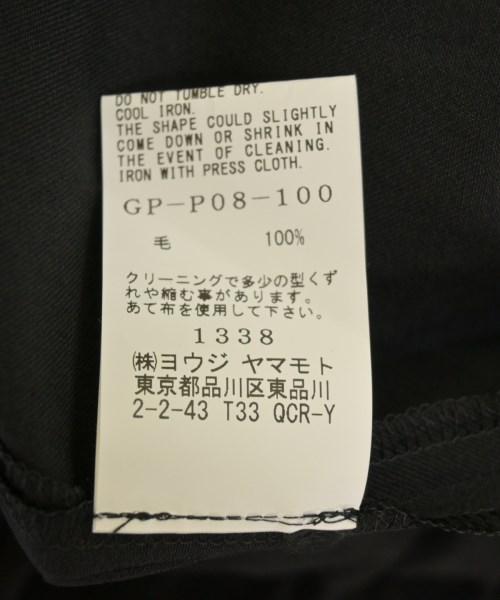 DO NOT TUMBLE DRY.
COOL IRON.
THE SHAPE COULD SLIGHTLY
COME DOWN OR SHRINK IN
THE EVENT OF CLEANING.
IRON WITH PRESS CLOTH.
GP-P08-100
毛 100%
クリーニングで多少の型くず
れや縮む事があります。
あて布を使用して下さい。
1338
㈱ヨウジ ヤマモト
東京都品川区東品川
2-2-43 T33 QCR-Y